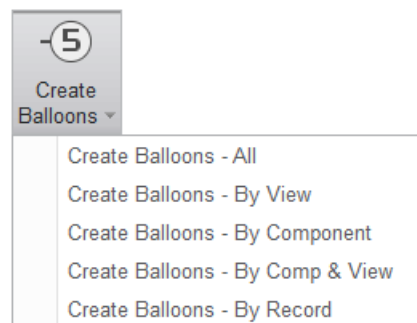 5
Create
Balloons
Create Balloons - All
Create Balloons - By View
Create Balloons - By Component
Create Balloons - By Comp & View
Create Balloons - By Record